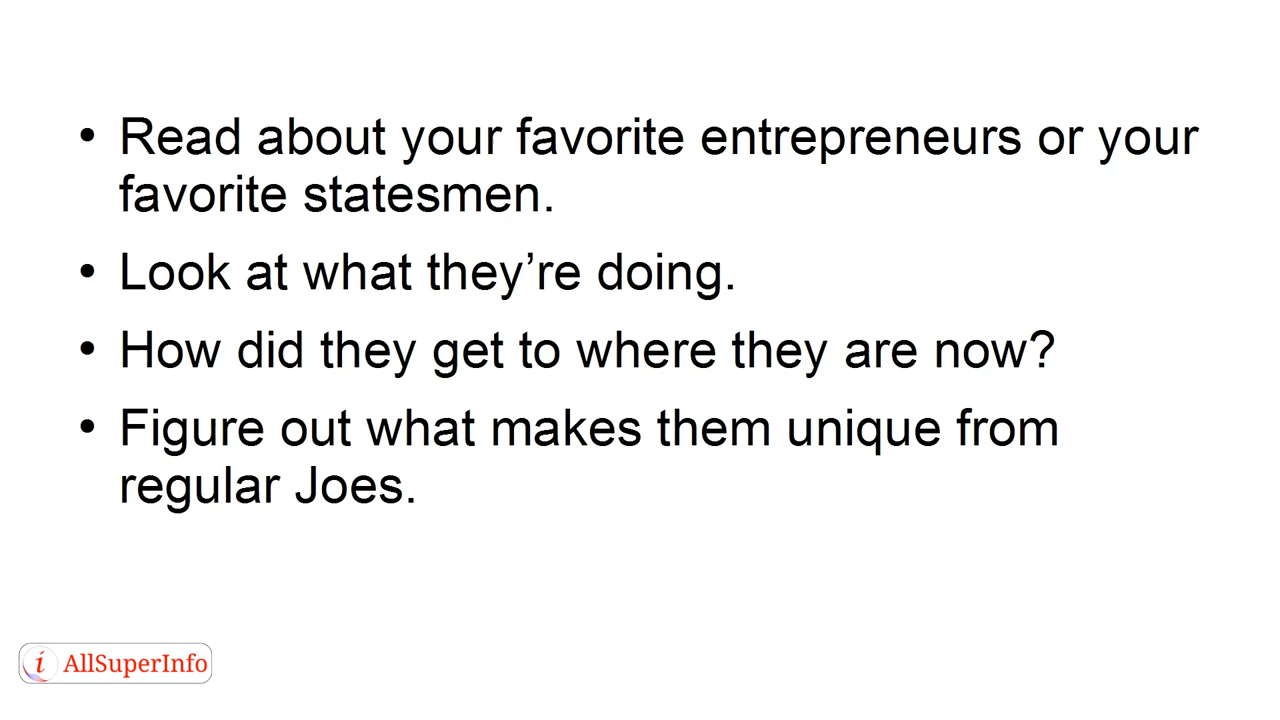 • Read about your favorite entrepreneurs or your
favorite statesmen.
• Look at what they’re doing.
• How did they get to where they are now?
• Figure out what makes them unique from
regular Joes.
i AllSuperInfo